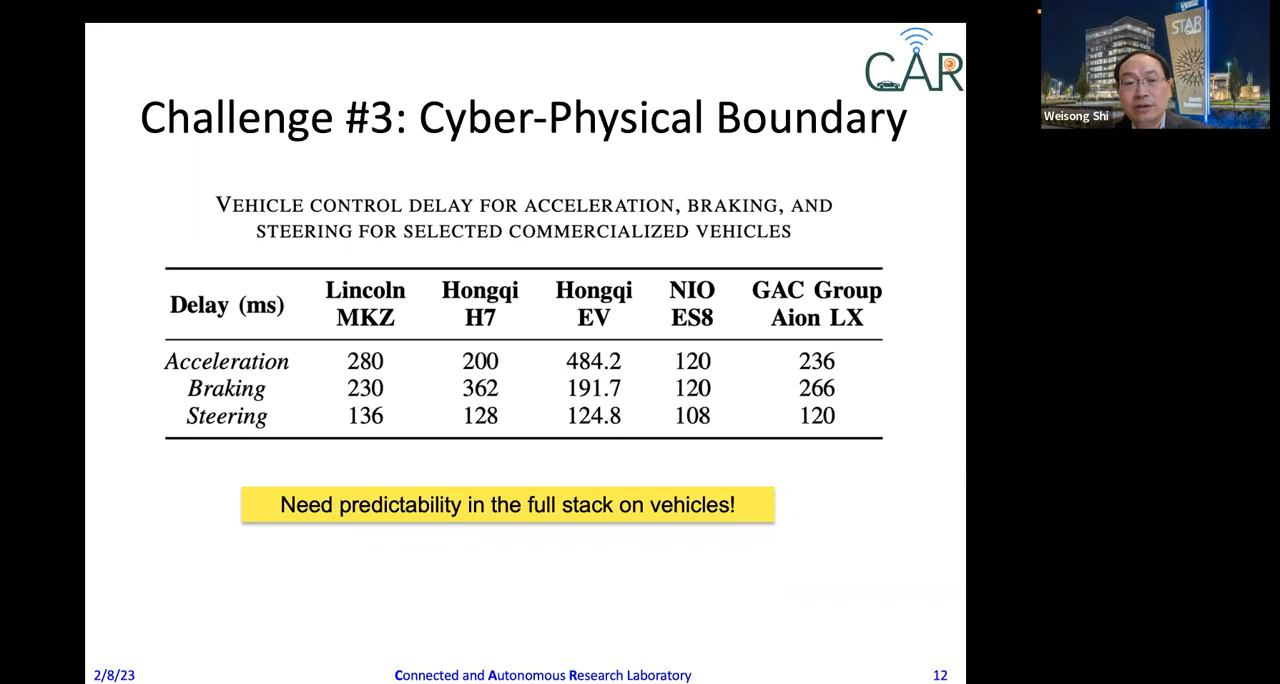 CAR
Challenge #3: Cyber-Physical Boundary
VEHICLE CONTROL DELAY FOR ACCELERATION, BRAKING, AND
STEERING FOR SELECTED COMMERCIALIZED VEHICLES
Delay (ms) Lincoln MKZ Hongqi H7 Hongqi EV NIO ES8 GAC Group Aion LX
Acceleration 280 200 484.2 120 236
Braking 230 362 191.7 120 266
Steering 136 128 124.8 108 120
Need predictability in the full stack on vehicles!
2/8/23 Connected and Autonomous Research Laboratory 12
STAR
Weisong Shi